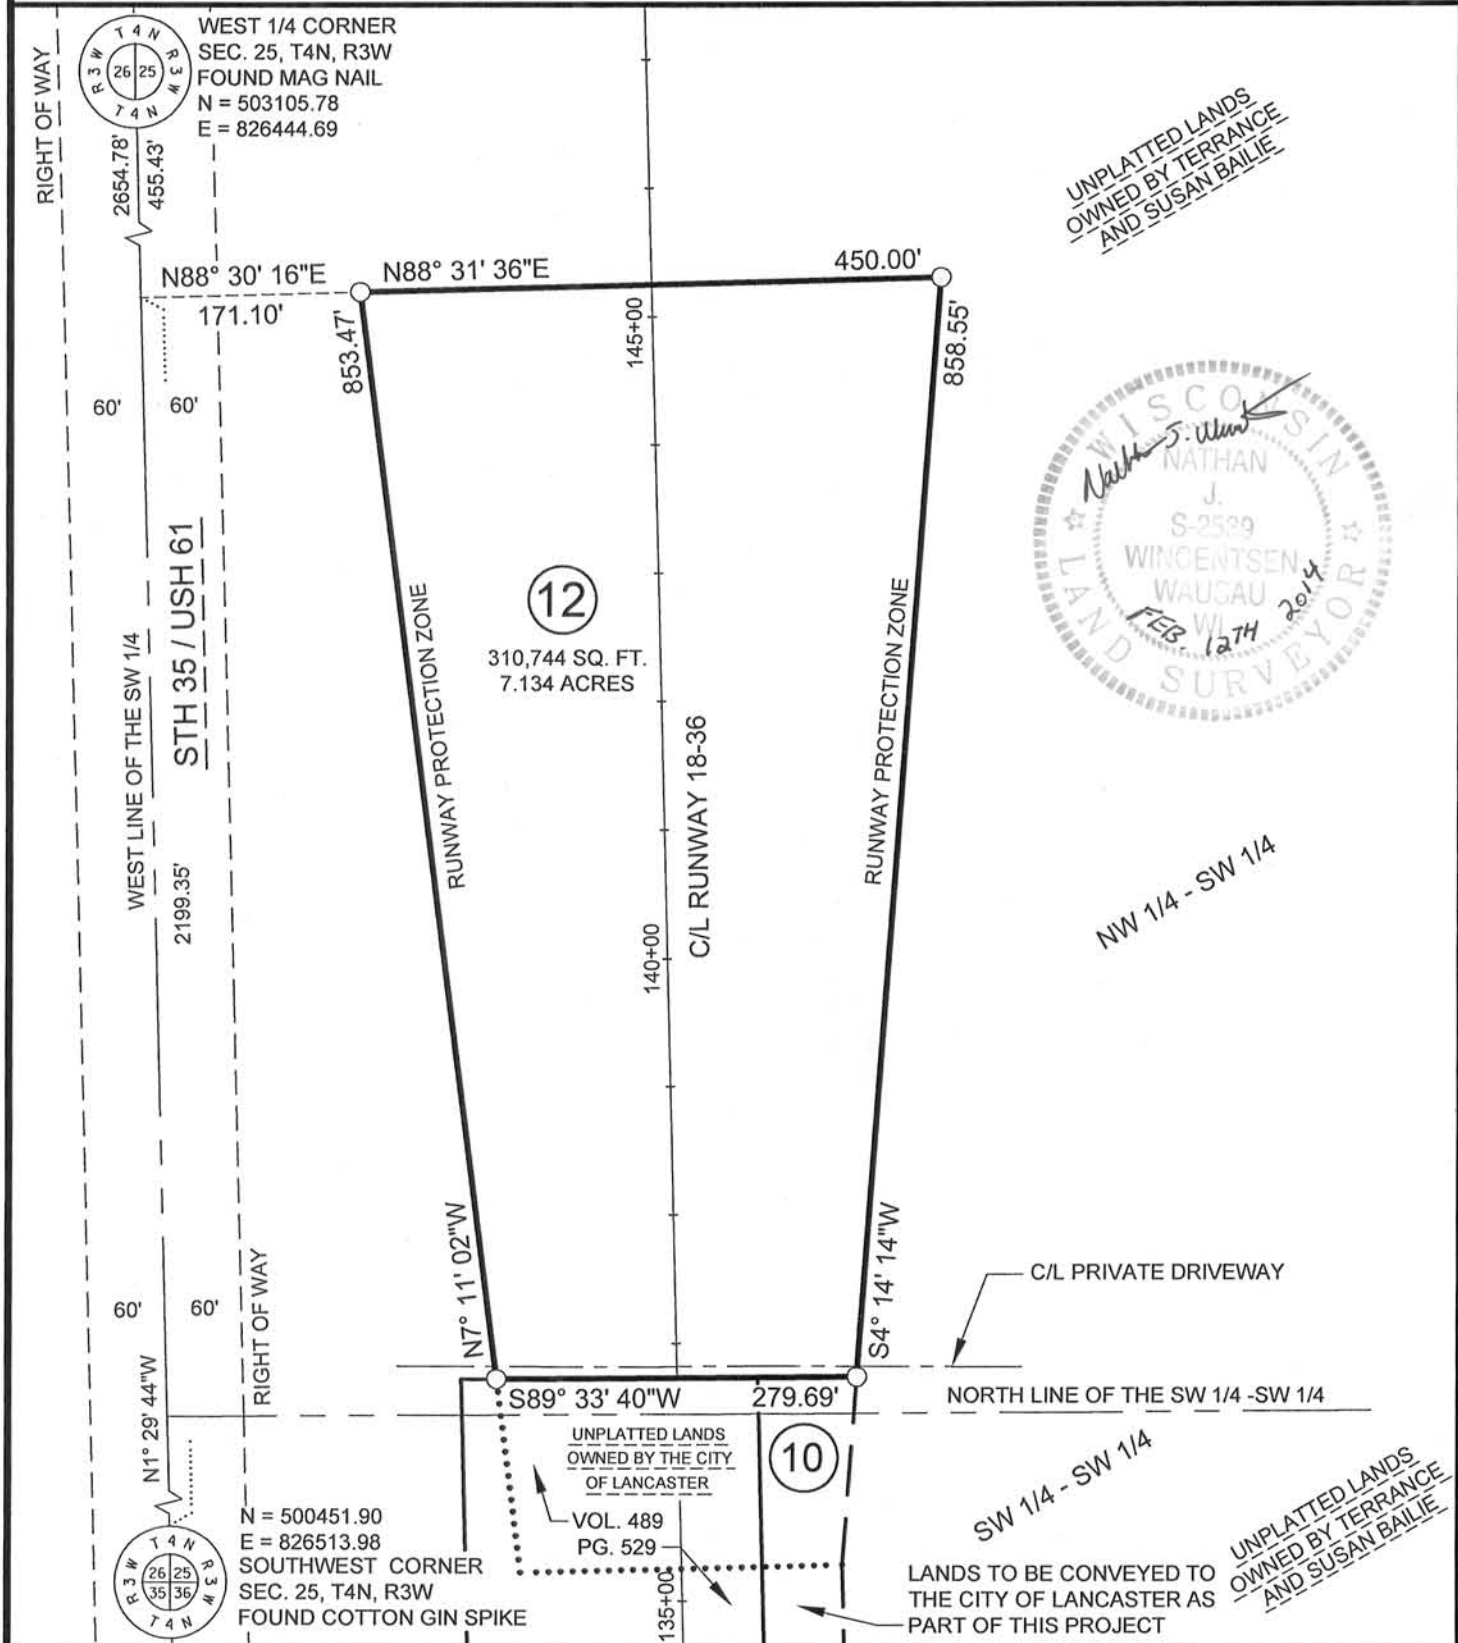 WEST 1/4 CORNER
SEC. 25, T4N, R3W
FOUND MAG NAIL
N = 503105.78
E = 826444.69
T 4 N
R 3 W
R 3 W
T 4 N
26 25
RIGHT OF WAY
2654.78'
455.43'
UNPLATTED LANDS
OWNED BY TERRANCE
AND SUSAN BAILIE
N88° 30' 16"E
171.10'
N88° 31' 36"E
450.00'
853.47'
145+00
858.55'
60'
60'
WISCONSIN
NATHAN
J.
S-2539
WINCENTSEN
WAUSAU
WI
LAND SURVEYOR
FEB. 12TH 2014
STH 35 / USH 61
WEST LINE OF THE SW 1/4
2199.35'
RUNWAY PROTECTION ZONE
12
310,744 SQ. FT.
7.134 ACRES
C/L RUNWAY 18-36
RUNWAY PROTECTION ZONE
140+00
NW 1/4 - SW 1/4
N7° 11' 02"W
S4° 14' 14"W
C/L PRIVATE DRIVEWAY
60'
60'
RIGHT OF WAY
N1° 29' 44"W
S89° 33' 40"W
279.69'
NORTH LINE OF THE SW 1/4 -SW 1/4
UNPLATTED LANDS
OWNED BY THE CITY
OF LANCASTER
10
SW 1/4 - SW 1/4
VOL. 489
PG. 529
135+00
N = 500451.90
E = 826513.98
SOUTHWEST CORNER
SEC. 25, T4N, R3W
FOUND COTTON GIN SPIKE
T 4 N
R 3 W
R 3 W
T 4 N
26 25
35 36
LANDS TO BE CONVEYED TO
THE CITY OF LANCASTER AS
PART OF THIS PROJECT
UNPLATTED LANDS
OWNED BY TERRANCE
AND SUSAN BAILIE